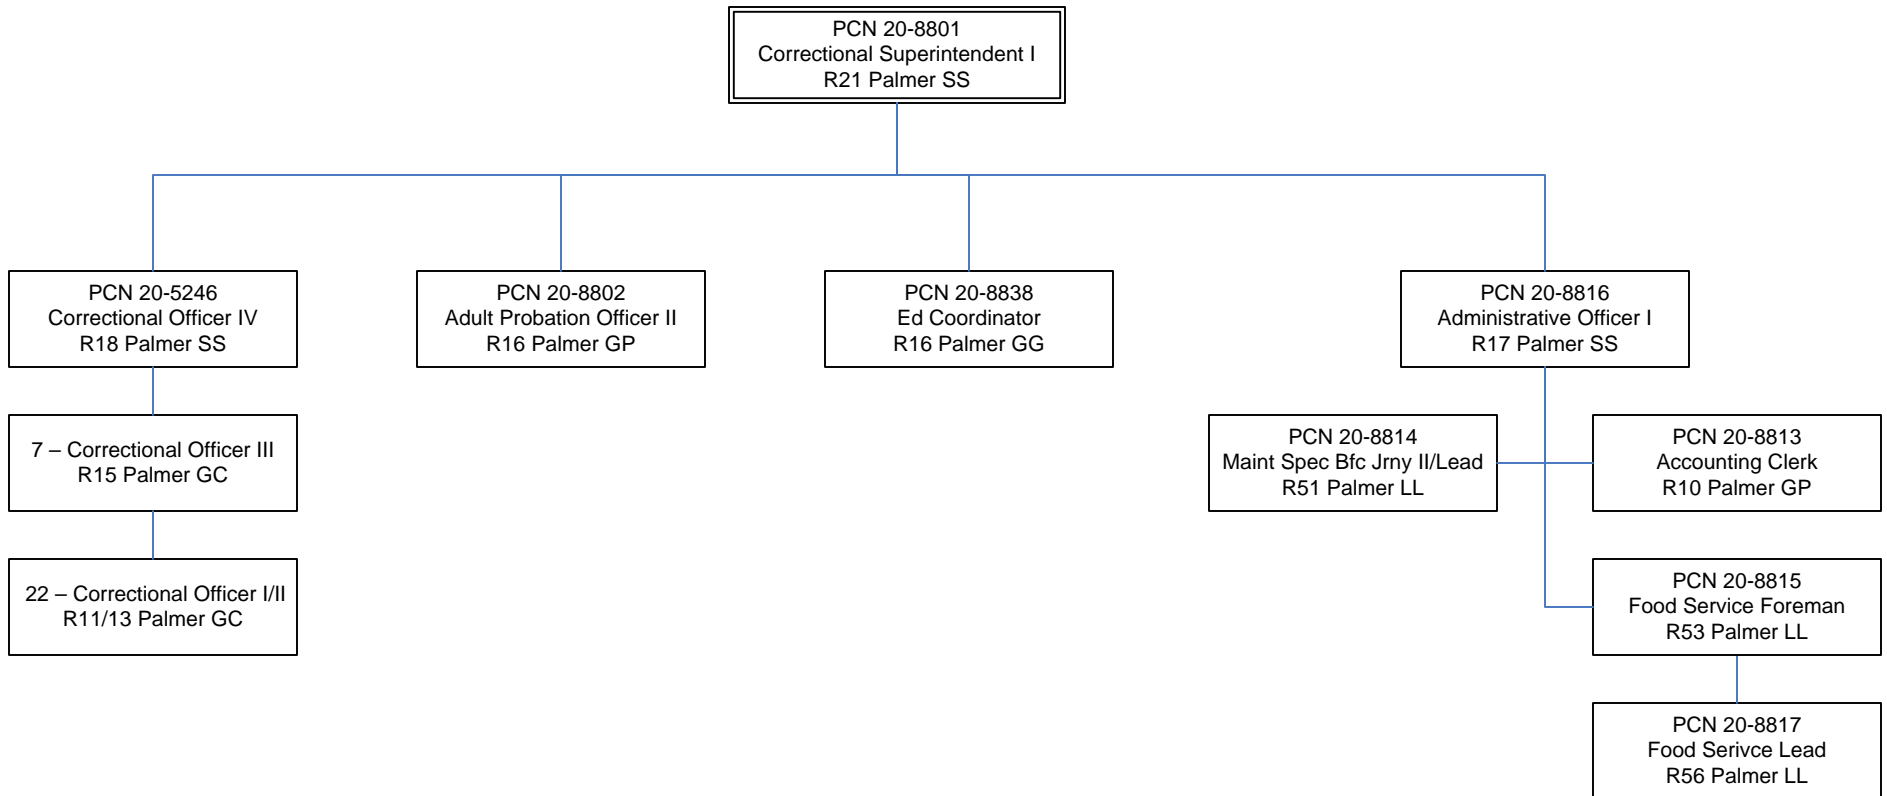 PCN 20-8801
Correctional Superintendent I
R21 Palmer SS
PCN 20-5246
Correctional Officer IV
R18 Palmer SS
PCN 20-8802
Adult Probation Officer II
R16 Palmer GP
PCN 20-8838
Ed Coordinator
R16 Palmer GG
PCN 20-8816
Administrative Officer I
R17 Palmer SS
7 – Correctional Officer III
R15 Palmer GC
PCN 20-8814
Maint Spec Bfc Jrny II/Lead
R51 Palmer LL
PCN 20-8813
Accounting Clerk
R10 Palmer GP
22 – Correctional Officer I/II
R11/13 Palmer GC
PCN 20-8815
Food Service Foreman
R53 Palmer LL
PCN 20-8817
Food Serivce Lead
R56 Palmer LL